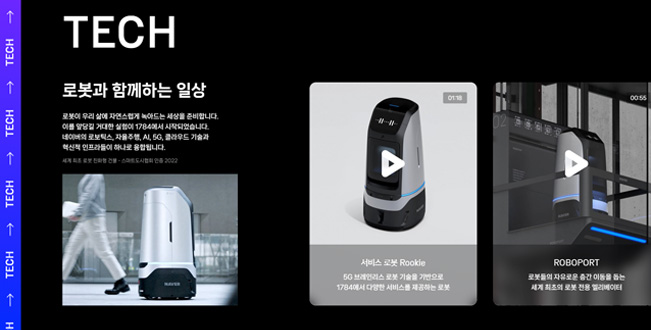 TECH
TECH
TECH
TECH
TECH
로봇과 함께하는 일상
로봇이 우리 삶에 자연스럽게 녹아드는 세상을 준비합니다.
이를 앞당길 거대한 실험이 1784에서 시작되었습니다.
네이버의 로보틱스, 자율주행, AI, 5G, 클라우드 기술과
혁신적 인프라들이 하나로 융합됩니다.
세계 최초 로봇 친화형 건물 - 스마트도시협회 인증 2022
NAVER
01:18
서비스 로봇 Rookie
5G 브레인리스 로봇 기술을 기반으로
1784에서 다양한 서비스를 제공하는 로봇
00:55
ROBOPORT
로봇들의 자유로운 층간 이동을 돕는
세계 최초의 로봇 전용 엘리베이터